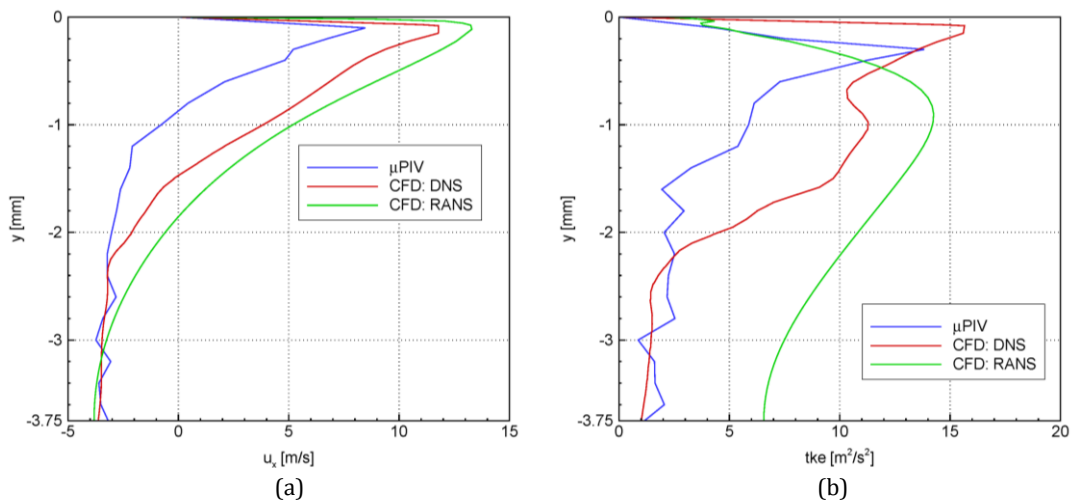 0
-1
-2
-3
-3.75
y [mm]
-5 0 5 10 15
u_x [m/s]
μPIV
CFD: DNS
CFD: RANS
(a)
0
-1
-2
-3
-3.75
y [mm]
0 5 10 15 20
tke [m²/s²]
μPIV
CFD: DNS
CFD: RANS
(b)